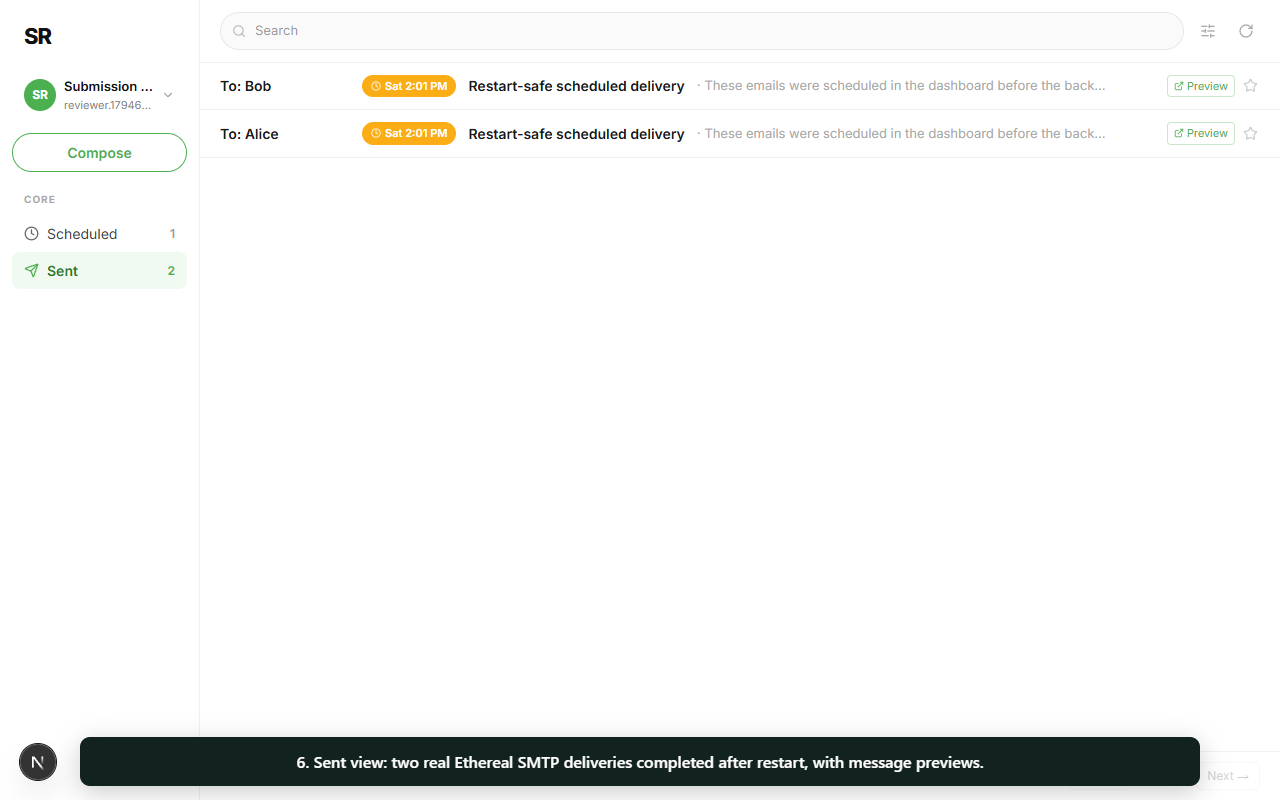 SR
SR
Submission ...
reviewer.17946...
Compose
CORE
Scheduled 1
Sent 2
Search
To: Bob Sat 2:01 PM Restart-safe scheduled delivery · These emails were scheduled in the dashboard before the back... Preview
To: Alice Sat 2:01 PM Restart-safe scheduled delivery · These emails were scheduled in the dashboard before the back... Preview
N
6. Sent view: two real Ethereal SMTP deliveries completed after restart, with message previews.
Next →